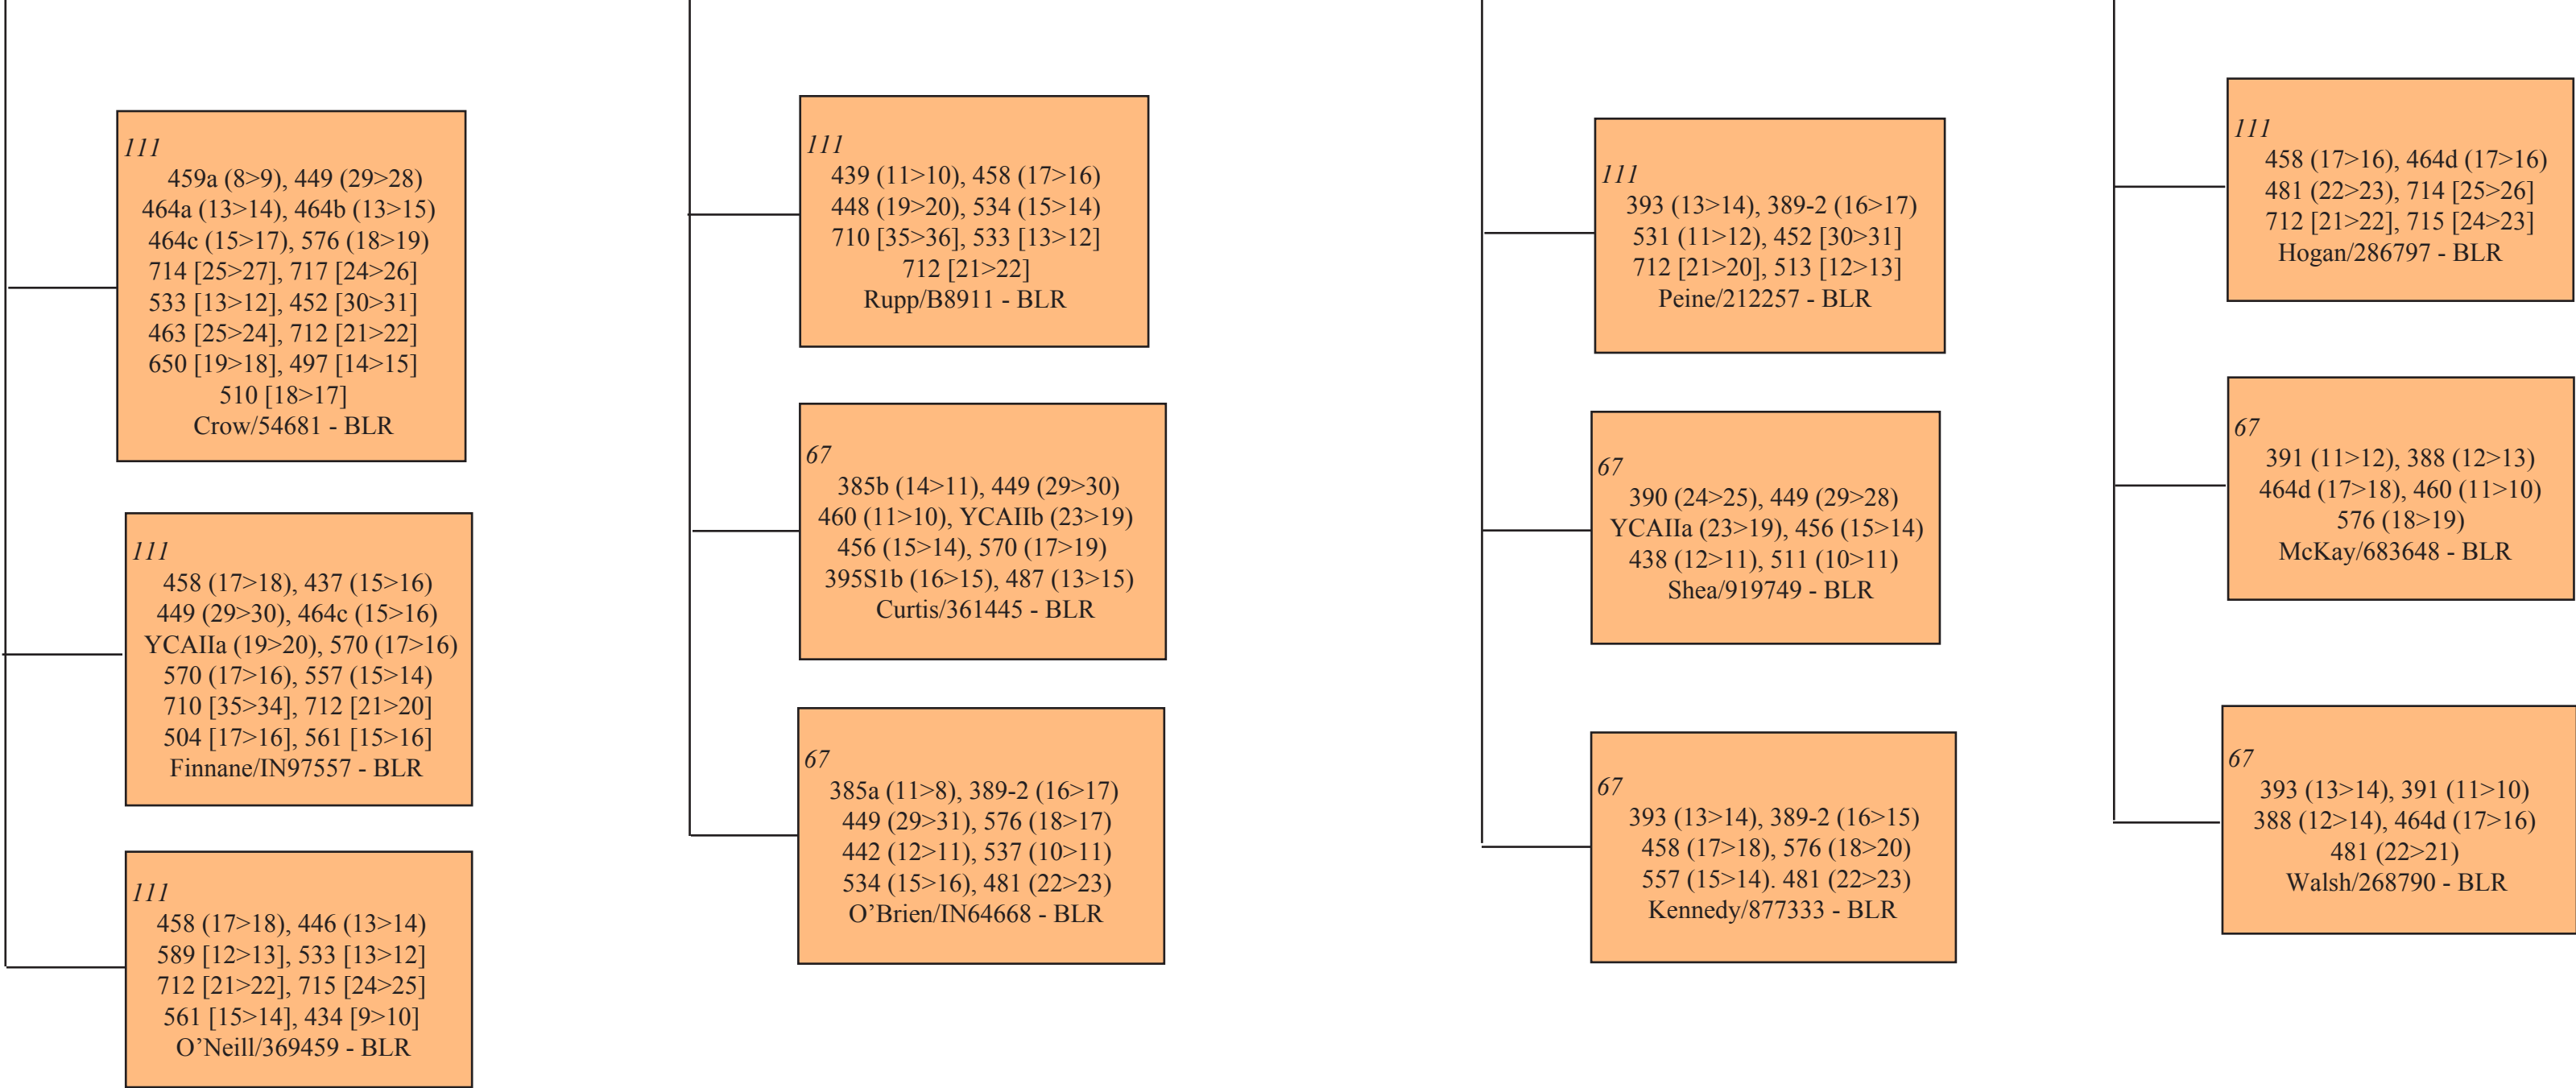 111
459a (8>9), 449 (29>28)
464a (13>14), 464b (13>15)
464c (15>17), 576 (18>19)
714 [25>27], 717 [24>26]
533 [13>12], 452 [30>31]
463 [25>24], 712 [21>22]
650 [19>18], 497 [14>15]
510 [18>17]
Crow/54681 - BLR
111
458 (17>18), 437 (15>16)
449 (29>30), 464c (15>16)
YCAIIa (19>20), 570 (17>16)
570 (17>16), 557 (15>14)
710 [35>34], 712 [21>20]
504 [17>16], 561 [15>16]
Finnane/IN97557 - BLR
111
458 (17>18), 446 (13>14)
589 [12>13], 533 [13>12]
712 [21>22], 715 [24>25]
561 [15>14], 434 [9>10]
O’Neill/369459 - BLR
111
439 (11>10), 458 (17>16)
448 (19>20), 534 (15>14)
710 [35>36], 533 [13>12]
712 [21>22]
Rupp/B8911 - BLR
67
385b (14>11), 449 (29>30)
460 (11>10), YCAIIb (23>19)
456 (15>14), 570 (17>19)
395S1b (16>15), 487 (13>15)
Curtis/361445 - BLR
67
385a (11>8), 389-2 (16>17)
449 (29>31), 576 (18>17)
442 (12>11), 537 (10>11)
534 (15>16), 481 (22>23)
O’Brien/IN64668 - BLR
111
393 (13>14), 389-2 (16>17)
531 (11>12), 452 [30>31]
712 [21>20], 513 [12>13]
Peine/212257 - BLR
67
390 (24>25), 449 (29>28)
YCAIIa (23>19), 456 (15>14)
438 (12>11), 511 (10>11)
Shea/919749 - BLR
67
393 (13>14), 389-2 (16>15)
458 (17>18), 576 (18>20)
557 (15>14). 481 (22>23)
Kennedy/877333 - BLR
111
458 (17>16), 464d (17>16)
481 (22>23), 714 [25>26]
712 [21>22], 715 [24>23]
Hogan/286797 - BLR
67
391 (11>12), 388 (12>13)
464d (17>18), 460 (11>10)
576 (18>19)
McKay/683648 - BLR
67
393 (13>14), 391 (11>10)
388 (12>14), 464d (17>16)
481 (22>21)
Walsh/268790 - BLR